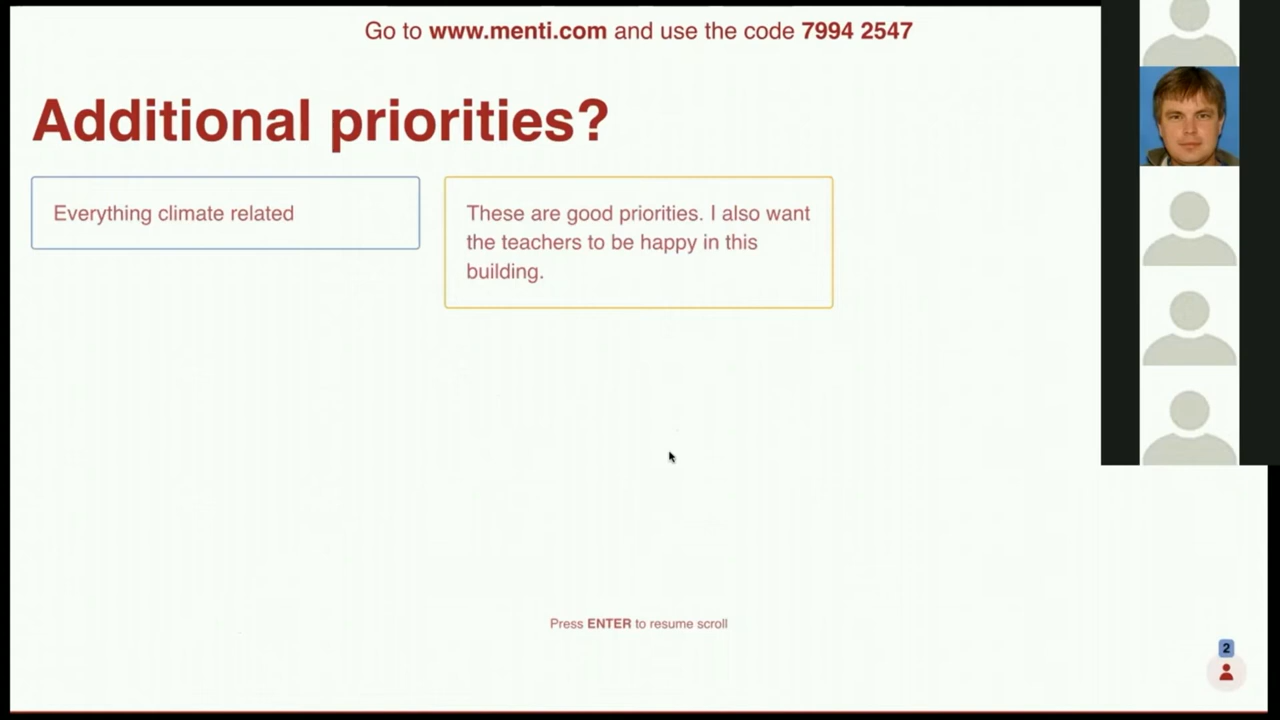 Go to www.menti.com and use the code 7994 2547
Additional priorities?
Everything climate related
These are good priorities. I also want
the teachers to be happy in this
building.
Press ENTER to resume scroll
2